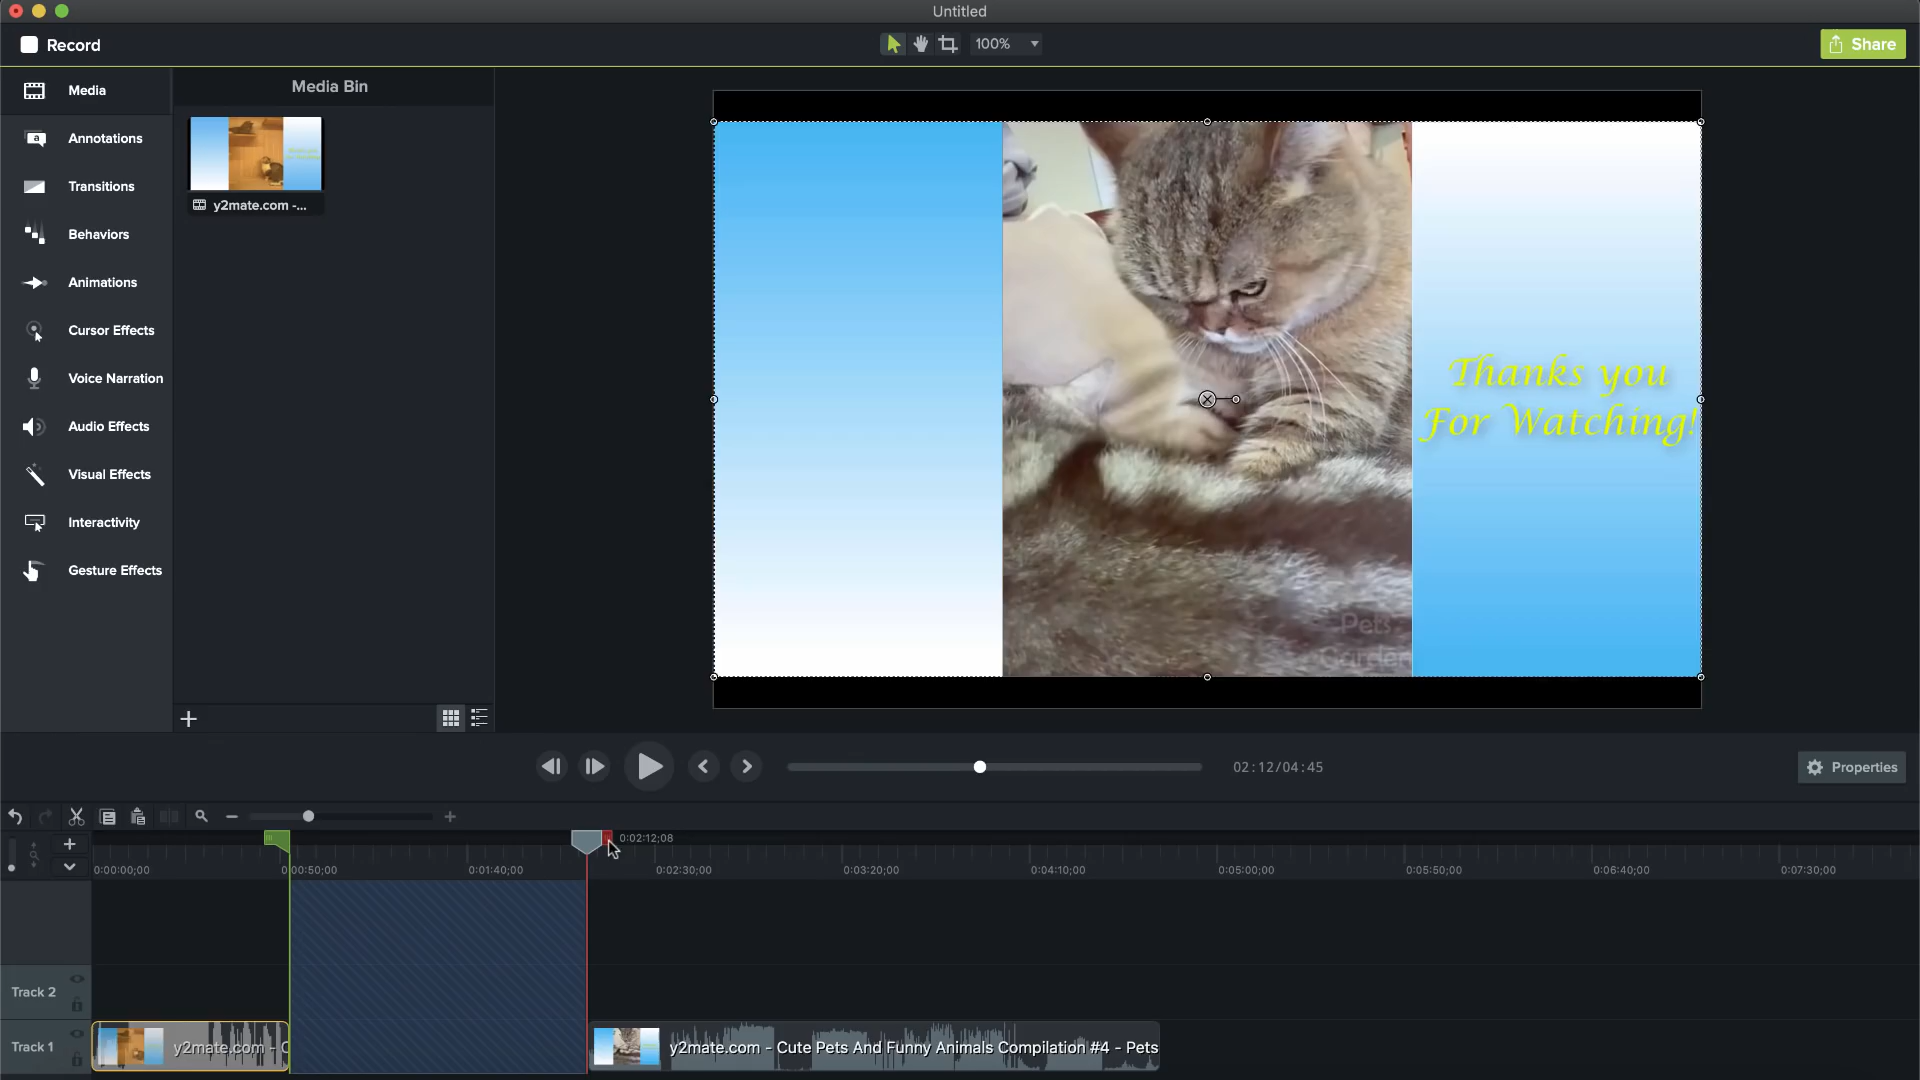 Untitled
Record
100%
Share
Media
Annotations
Transitions
Behaviors
Animations
Cursor Effects
Voice Narration
Audio Effects
Visual Effects
Interactivity
Gesture Effects
Media Bin
y2mate.com -...
Thanks you
For Watching!
Pets
Garden
02:12/04:45
Properties
0:02:12;08
0:00:00;00
0:00:50;00
0:01:40;00
0:02:30;00
0:03:20;00
0:04:10;00
0:05:00;00
0:05:50;00
0:06:40;00
0:07:30;00
Track 2
Track 1
y2mate.com - C
y2mate.com - Cute Pets And Funny Animals Compilation #4 - Pets